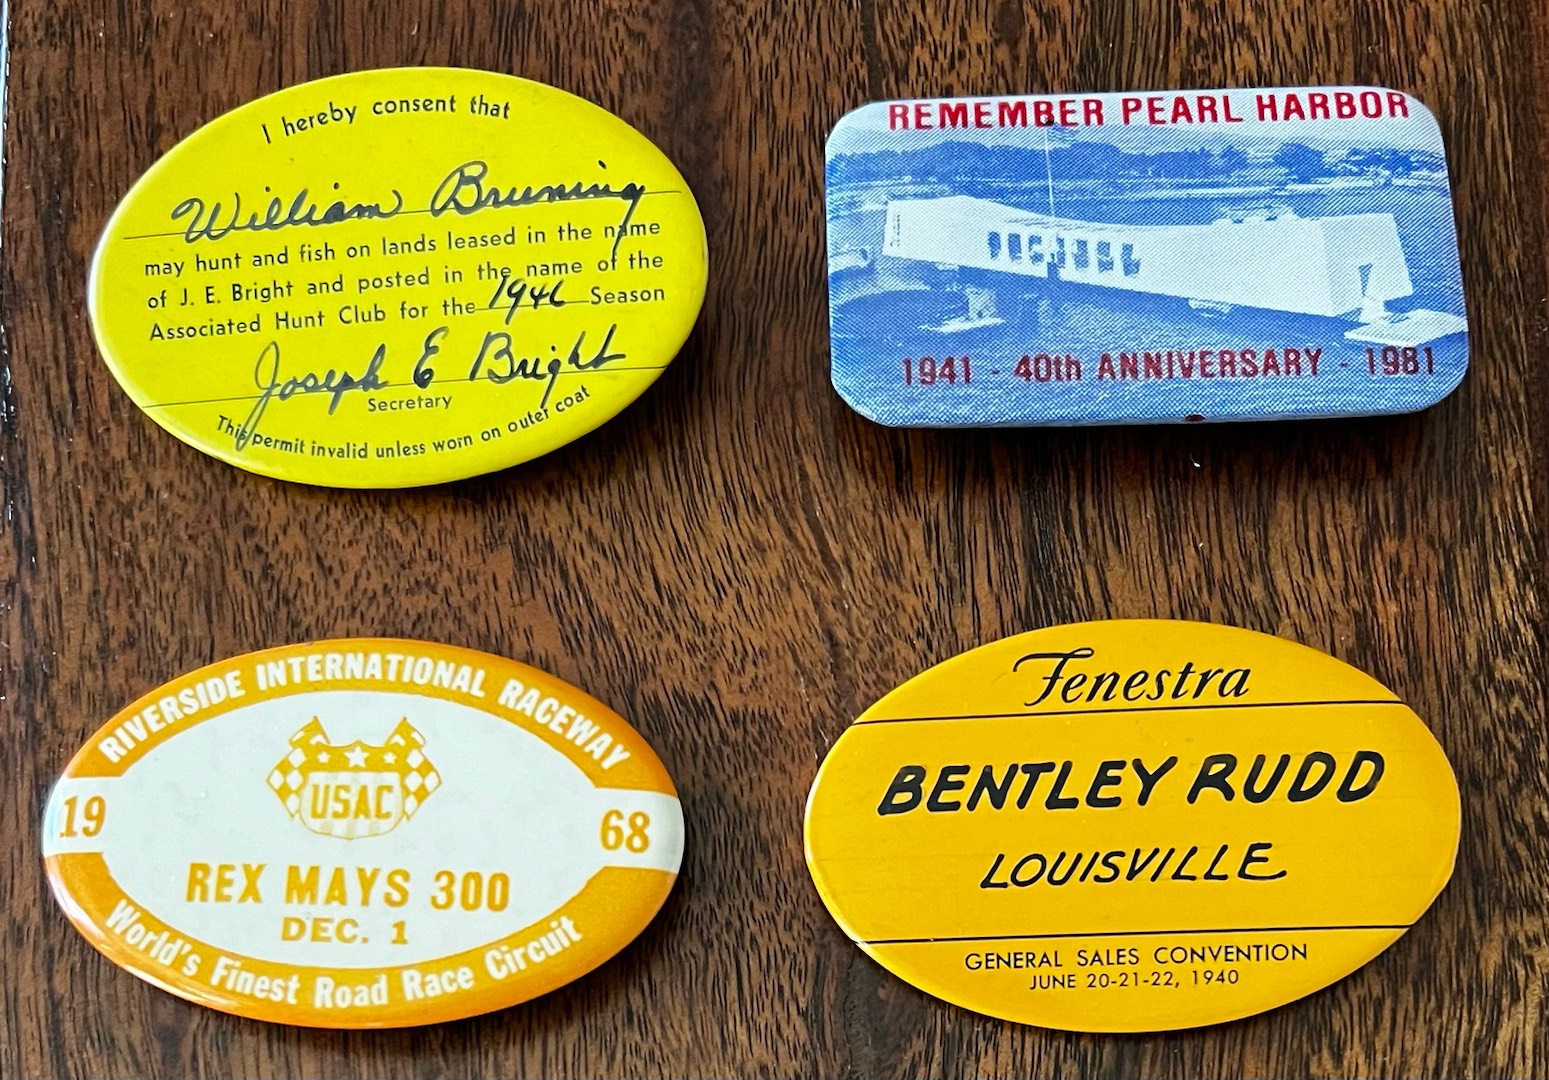 I hereby consent that
William Bruning
may hunt and fish on lands leased in the name
of J. E. Bright and posted in the name of the
Associated Hunt Club for the 1946 Season
Joseph E Bright
Secretary
This permit invalid unless worn on outer coat
REMEMBER PEARL HARBOR
1941 - 40th ANNIVERSARY - 1981
RIVERSIDE INTERNATIONAL RACEWAY
USAC
19 68
REX MAYS 300
DEC. 1
World's Finest Road Race Circuit
Fenestra
BENTLEY RUDD
LOUISVILLE
GENERAL SALES CONVENTION
JUNE 20-21-22, 1940